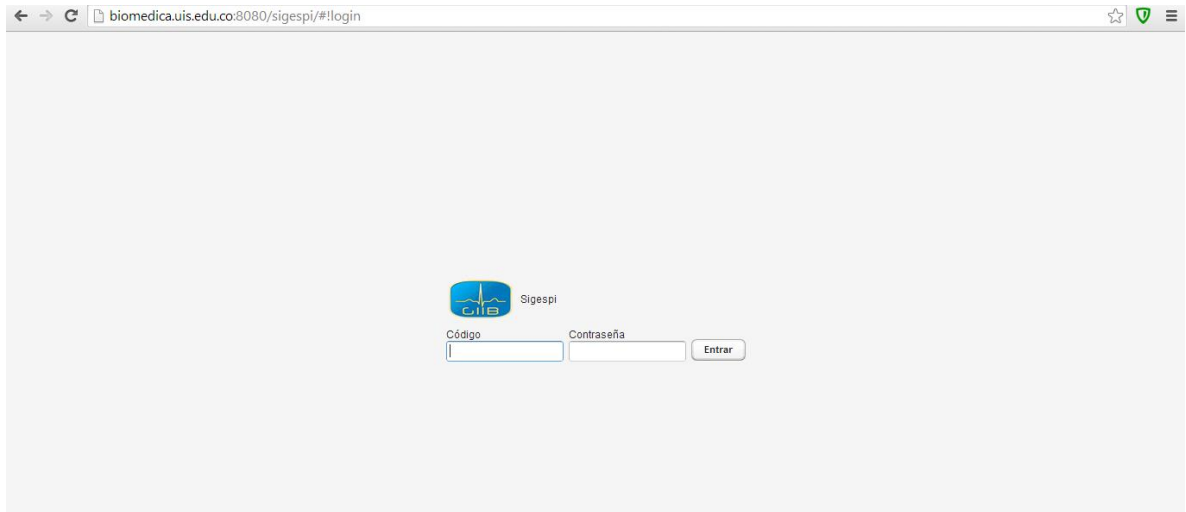 biomedica.uis.edu.co:8080/sigespi/#!login
GIIB
Sigespi
Código Contraseña
Entrar